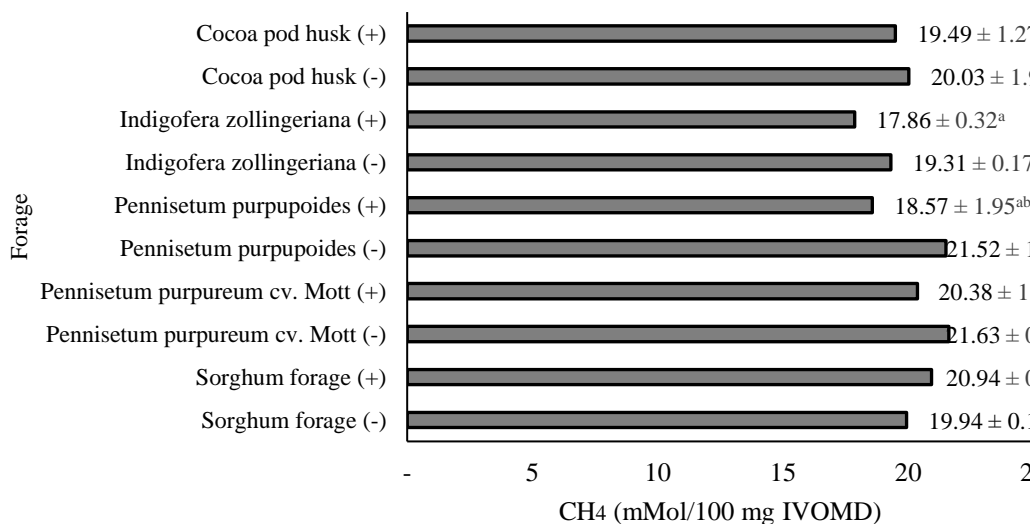 Cocoa pod husk (+) 19.49 ± 1.27
Cocoa pod husk (-) 20.03 ± 1.9
Indigofera zollingeriana (+) 17.86 ± 0.32ᵃ
Indigofera zollingeriana (-) 19.31 ± 0.17
Pennisetum purpupoides (+) 18.57 ± 1.95ᵃᵇ
Pennisetum purpupoides (-) 21.52 ± 1
Pennisetum purpureum cv. Mott (+) 20.38 ± 1
Pennisetum purpureum cv. Mott (-) 21.63 ± 0
Sorghum forage (+) 20.94 ± 0
Sorghum forage (-) 19.94 ± 0.1
Forage
- 5 10 15 20 2
CH4 (mMol/100 mg IVOMD)